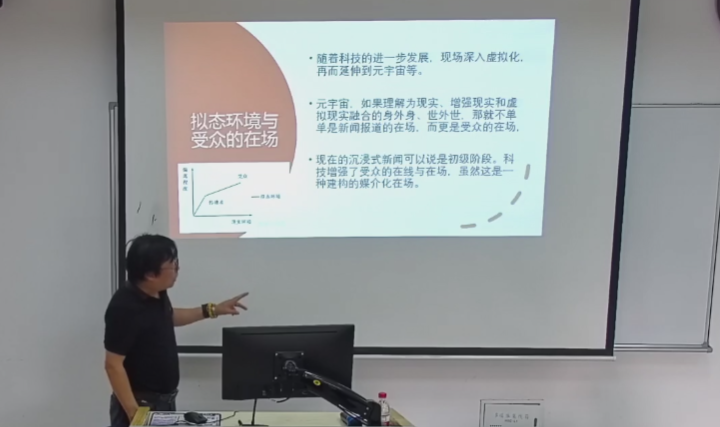 拟态环境与
受众的在场
• 随着科技的进一步发展，现场深入虚拟化，
再而延伸到元宇宙等。
• 元宇宙，如果理解为现实、增强现实和虚
拟现实融合的身外身、世外世，那就不单
单是新闻报道的在场，而更是受众的在场，
• 现在的沉浸式新闻可以说是初级阶段。科
技增强了受众的在线与在场，虽然这是一
种建构的媒介化在场。